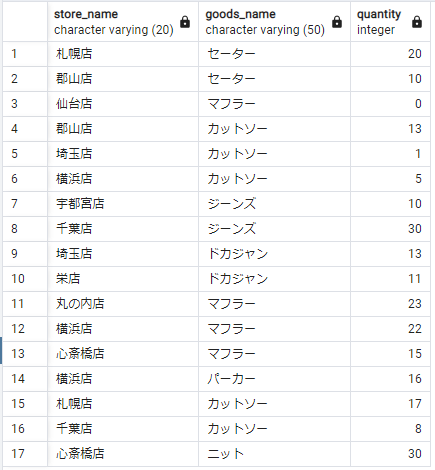 store_name goods_name quantity
character varying (20) character varying (50) integer
1 札幌店 セーター 20
2 郡山店 セーター 10
3 仙台店 マフラー 0
4 郡山店 カットソー 13
5 埼玉店 カットソー 1
6 横浜店 カットソー 5
7 宇都宮店 ジーンズ 10
8 千葉店 ジーンズ 30
9 埼玉店 ドカジャン 13
10 栄店 ドカジャン 11
11 丸の内店 マフラー 23
12 横浜店 マフラー 22
13 心斎橋店 マフラー 15
14 横浜店 パーカー 16
15 札幌店 カットソー 17
16 千葉店 カットソー 8
17 心斎橋店 ニット 30